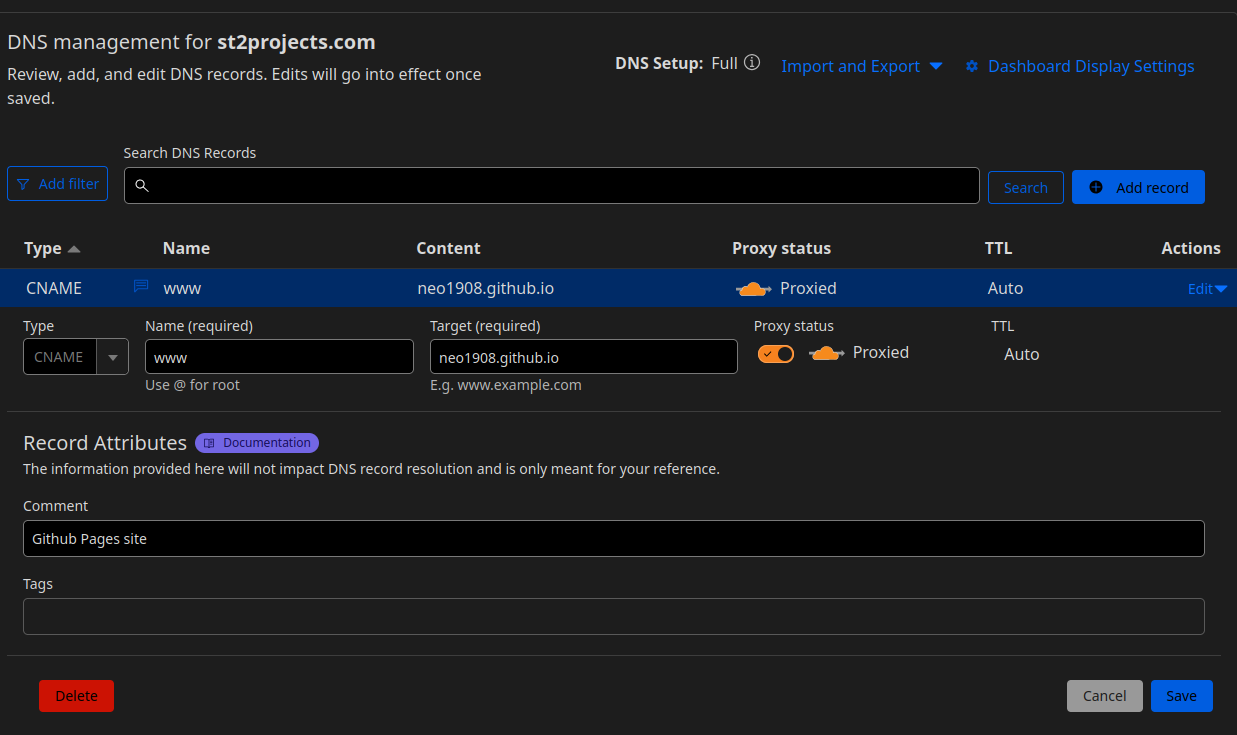 DNS management for st2projects.com
Review, add, and edit DNS records. Edits will go into effect once
saved.
DNS Setup: Full
Import and Export
Dashboard Display Settings
Search DNS Records
Add filter
Search
Add record
Type Name Content Proxy status TTL Actions
CNAME www neo1908.github.io Proxied Auto Edit
Type Name (required) Target (required) Proxy status TTL
CNAME www neo1908.github.io Proxied Auto
Use @ for root E.g. www.example.com
Record Attributes Documentation
The information provided here will not impact DNS record resolution and is only meant for your reference.
Comment
Github Pages site
Tags
Delete Cancel Save